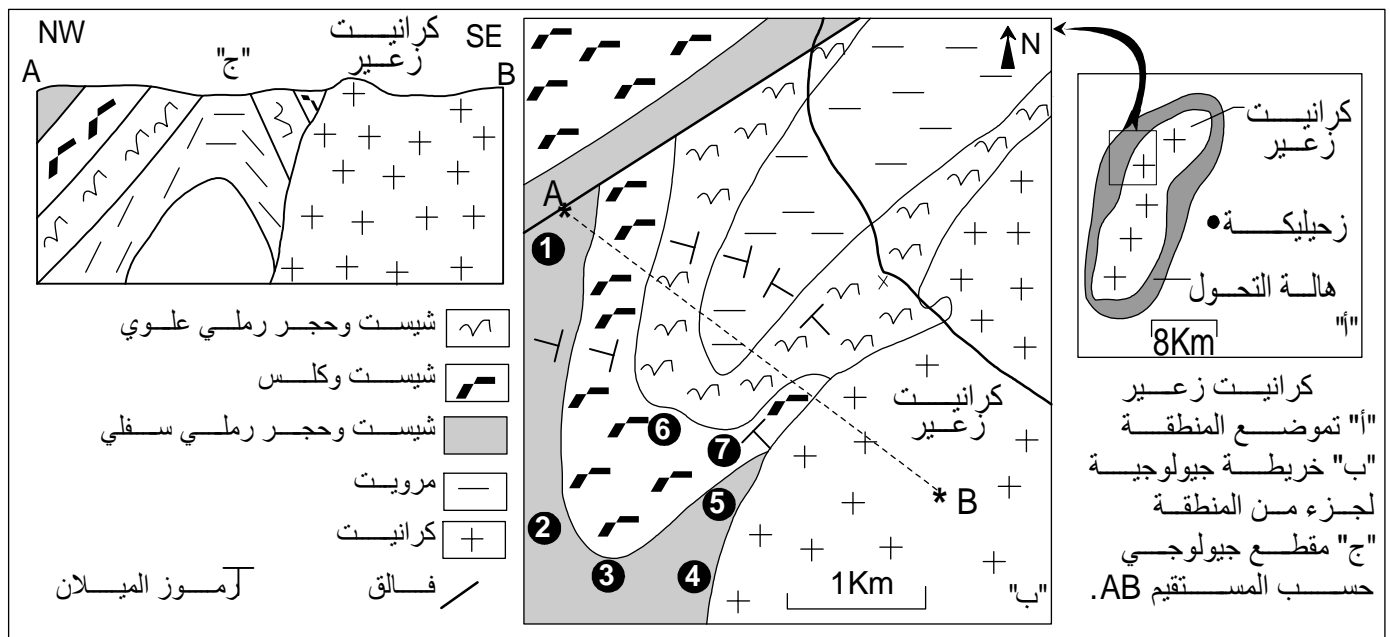 NW
SE
كرانيت
زعير
"ج"
A
B
شيست وحجر رملي علوي
شيست وكلس
شيست وحجر رملي سفلي
مرويت
كرانيت
فالق
رموز الميلان
N
A
1
2
3
4
5
6
7
كرانيت
زعير
B
1Km
"ب"
كرانيت
زعير
زحيليكة
هالة التحول
"أ"
8Km
كرانيت زعير
"أ" تموضع المنطقة
"ب" خريطة جيولوجية
لجزء من المنطقة
"ج" مقطع جيولوجي
حسب المستقيم AB.